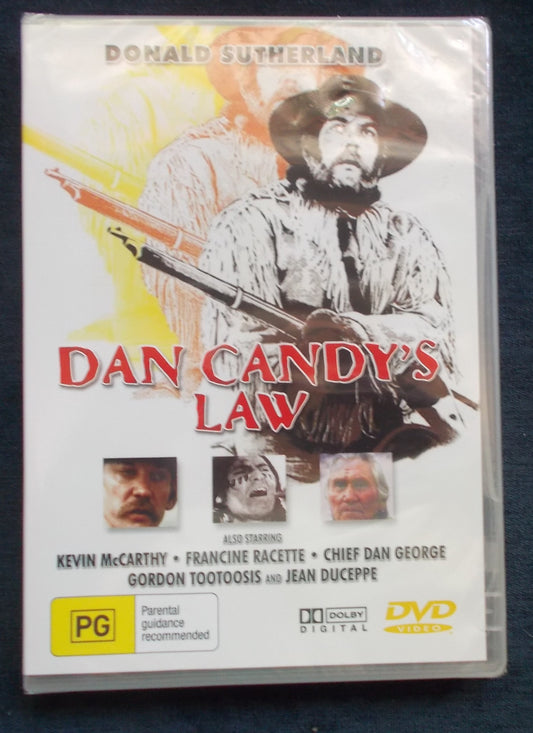 DONALD SUTHERLAND
DAN CANDY'S
LAW
ALSO STARRING
KEVIN McCARTHY • FRANCINE RACETTE • CHIEF DAN GEORGE
GORDON TOOTOOSIS AND JEAN DUCEPPE
PG
Parental
guidance
recommended
DOLBY
DIGITAL
DVD
VIDEO